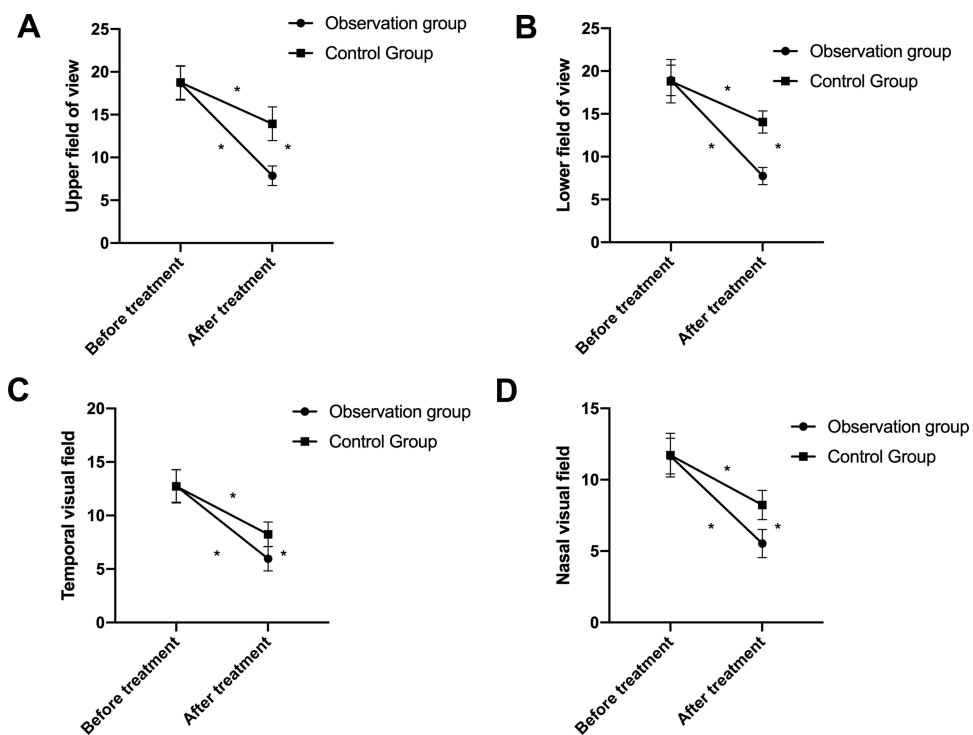 A
Observation group
Control Group
Upper field of view
25
20
15
10
5
0
*
*
*
Before treatment
After treatment
B
Observation group
Control Group
Lower field of view
25
20
15
10
5
0
*
*
*
Before treatment
After treatment
C
Observation group
Control Group
Temporal visual field
20
15
10
5
0
*
*
*
Before treatment
After treatment
D
Observation group
Control Group
Nasal visual field
15
10
5
0
*
*
*
Before treatment
After treatment